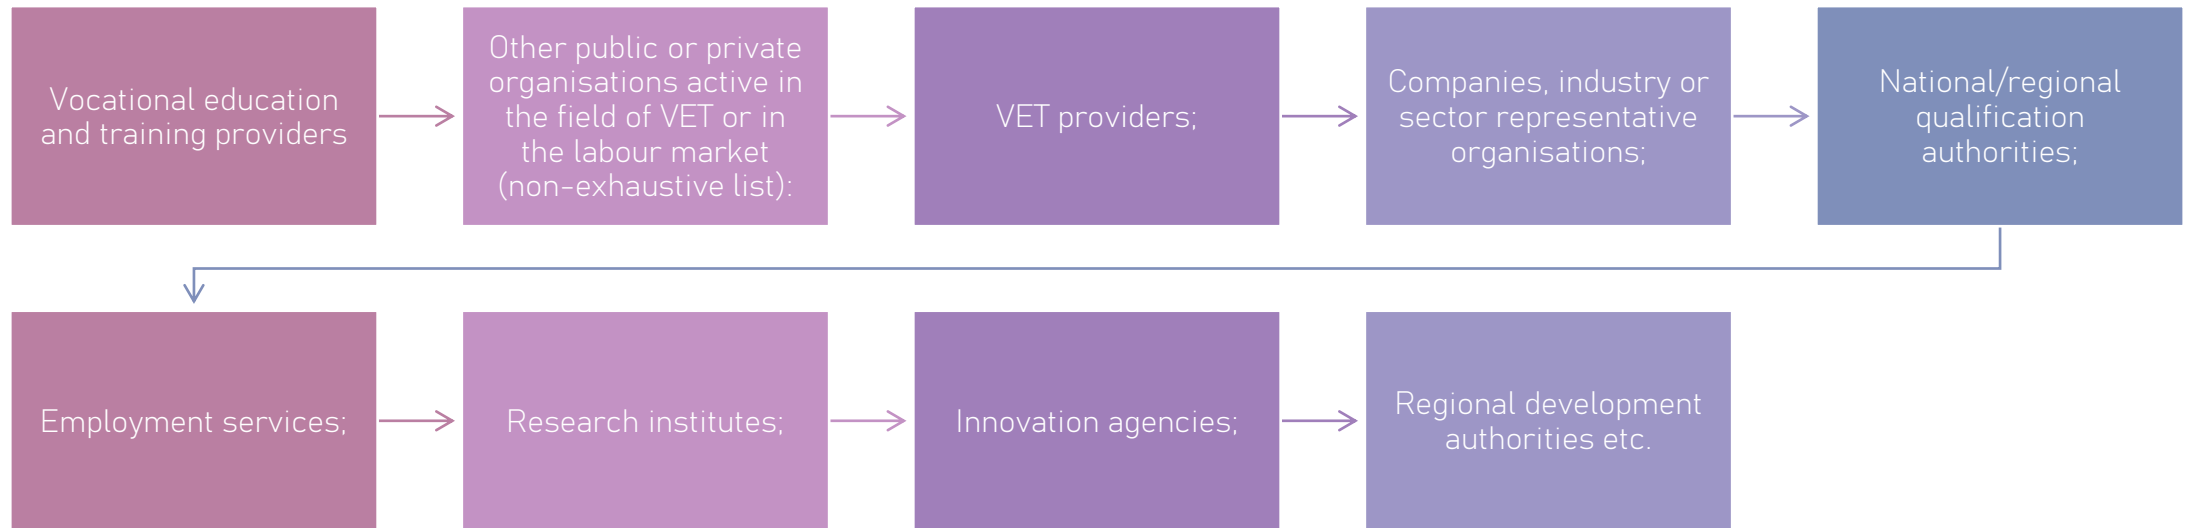 Vocational education
and training providers
Other public or private
organisations active in
the field of VET or in
the labour market
(non-exhaustive list):
VET providers;
Companies, industry or
sector representative
organisations;
National/regional
qualification
authorities;
Employment services;
Research institutes;
Innovation agencies;
Regional development
authorities etc.